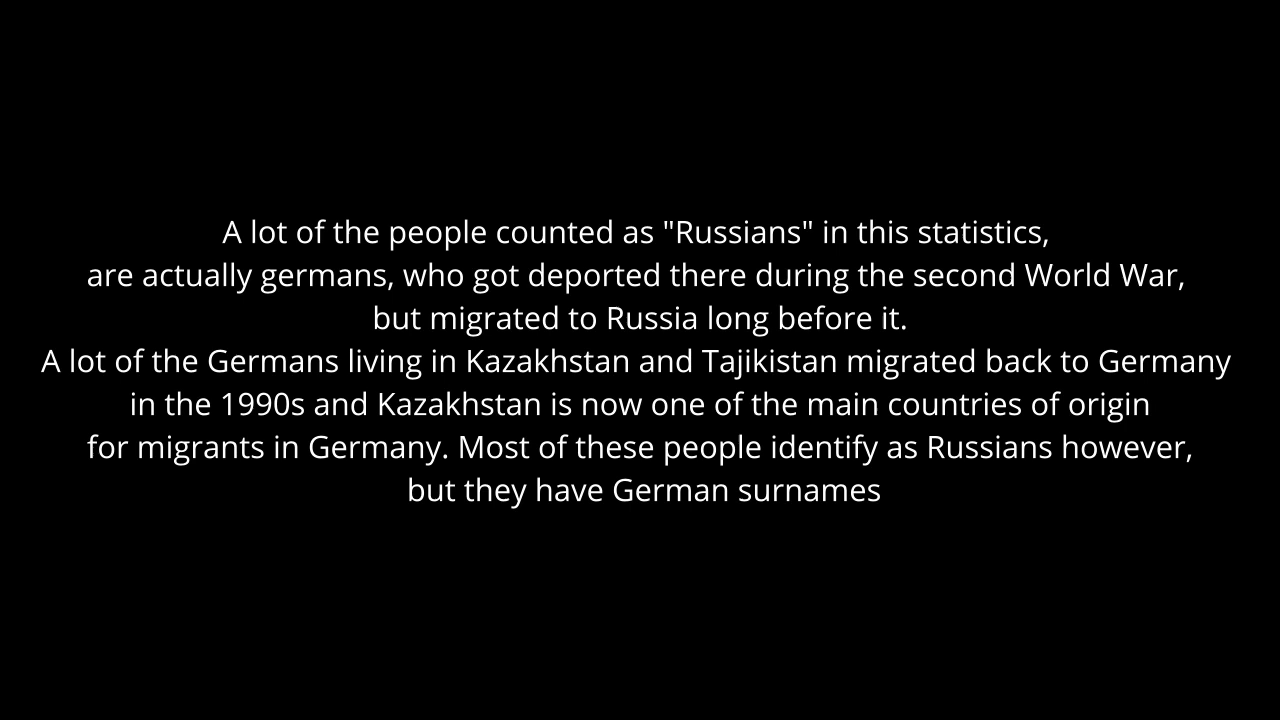 A lot of the people counted as "Russians" in this statistics,
are actually germans, who got deported there during the second World War,
but migrated to Russia long before it.
A lot of the Germans living in Kazakhstan and Tajikistan migrated back to Germany
in the 1990s and Kazakhstan is now one of the main countries of origin
for migrants in Germany. Most of these people identify as Russians however,
but they have German surnames